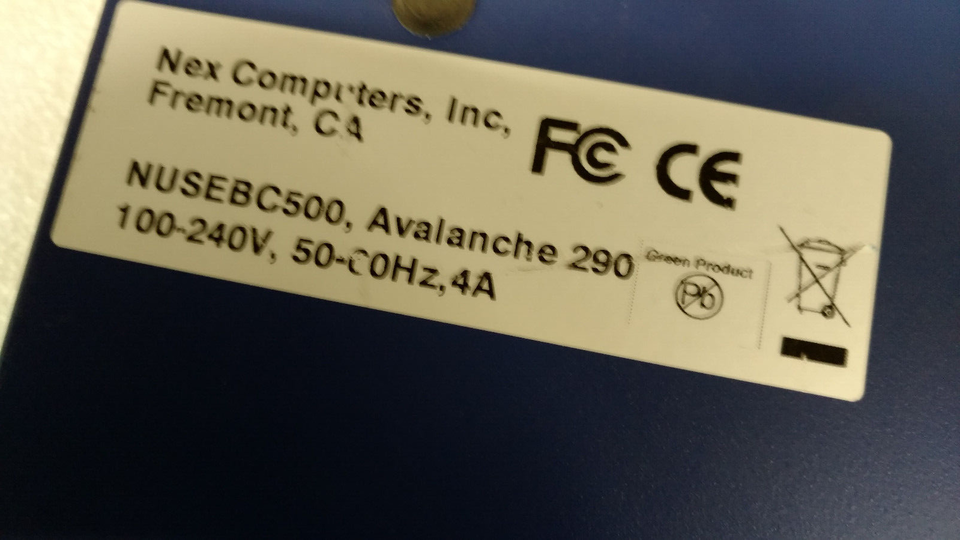 Nex Computers, Inc,
Fremont, CA
FC CE
NUSEBC500, Avalanche 290
100-240V, 50-60Hz,4A
Green Product
Pb